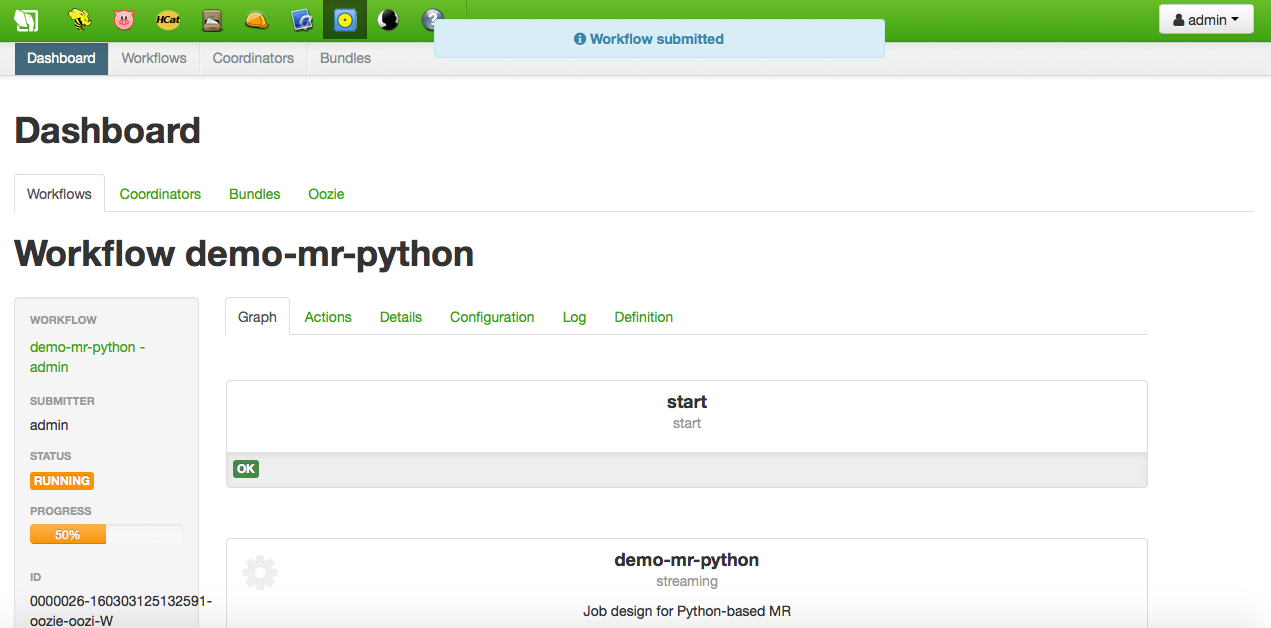 HCat
?
admin
Workflow submitted
Dashboard Workflows Coordinators Bundles
Dashboard
Workflows Coordinators Bundles Oozie
Workflow demo-mr-python
WORKFLOW
demo-mr-python -
admin
SUBMITTER
admin
STATUS
RUNNING
PROGRESS
50%
ID
0000026-160303125132591-
oozie-oozi-W
Graph Actions Details Configuration Log Definition
start
start
OK
demo-mr-python
streaming
Job design for Python-based MR